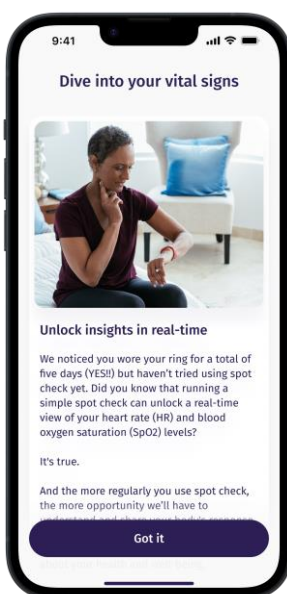 9:41
Dive into your vital signs
Unlock insights in real-time
We noticed you wore your ring for a total of
five days (YES!!) but haven't tried using spot
check yet. Did you know that running a
simple spot check can unlock a real-time
view of your heart rate (HR) and blood
oxygen saturation (SpO2) levels?
It's true.
And the more regularly you use spot check,
the more opportunity we'll have to
understand and share your body's response
Got it